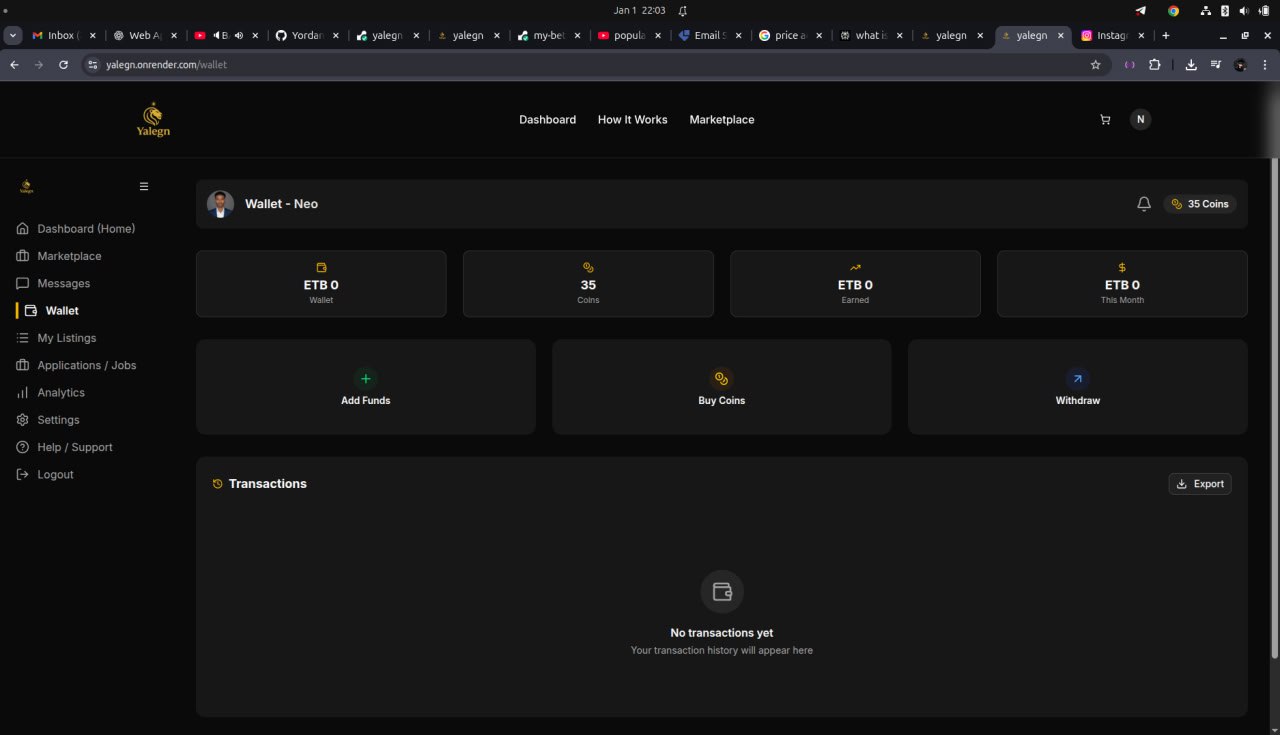 Jan 1 22:03
Inbox ( Web A B. Yordan yalegn yalegn my-bet popula Email S price a what is yalegn yalegn Instag
yalegn.onrender.com/wallet
Yalegn
Dashboard How It Works Marketplace
N
Yalegn
Wallet - Neo
35 Coins
Dashboard (Home)
Marketplace
Messages
Wallet
My Listings
Applications / Jobs
Analytics
Settings
Help / Support
Logout
ETB 0
Wallet
35
Coins
ETB 0
Earned
ETB 0
This Month
Add Funds
Buy Coins
Withdraw
Transactions
Export
No transactions yet
Your transaction history will appear here